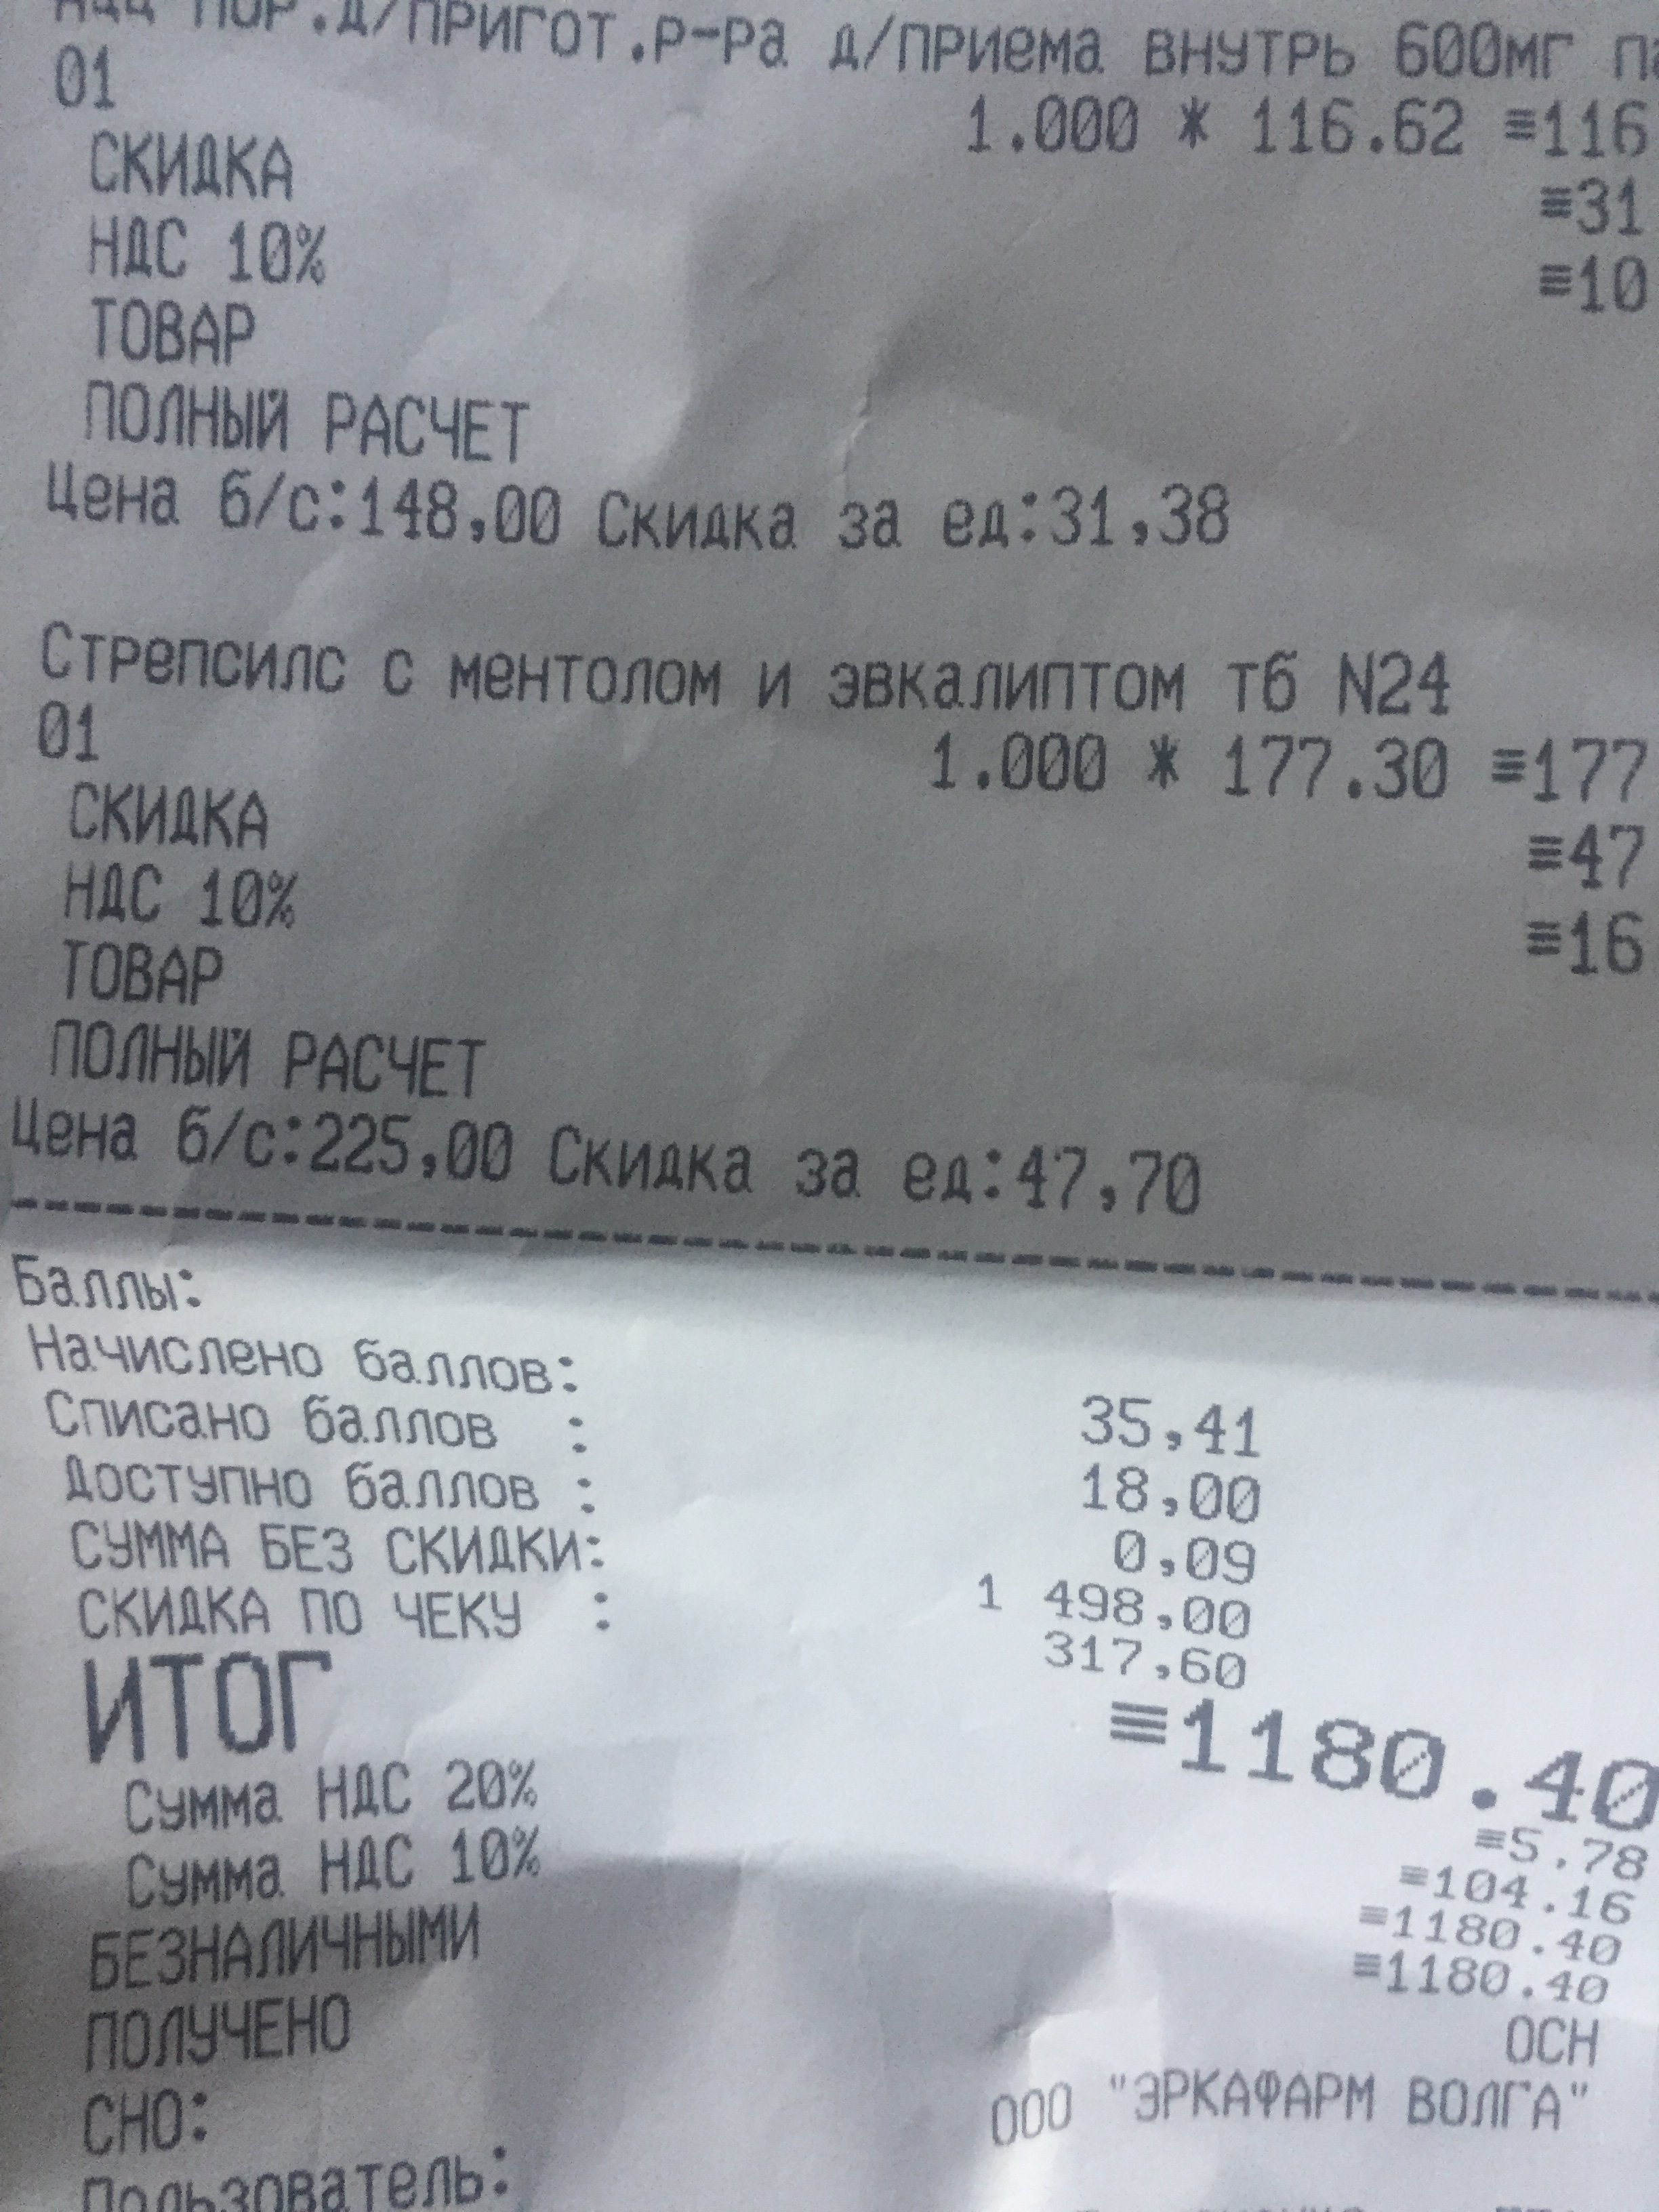 ПОР.Д/ПРИГОТ.Р-Ра Д/ПРИема ВНУТРЬ 600мг
01
1.000 * 116.62 ≡116
СКИДКА ≡31
НДС 10% ≡10
ТОВАР
ПОЛНЫЙ РАСЧЕТ
Цена б/с:148,00 Скидка за ед:31,38
Стрепсилс с ментолом и эвкалиптом тб N24
01
1.000 * 177.30 ≡177
СКИДКА ≡47
НДС 10% ≡16
ТОВАР
ПОЛНЫЙ РАСЧЕТ
Цена б/с:225,00 Скидка за ед:47,70
Баллы:
Начислено баллов: 35,41
Списано баллов : 18,00
Доступно баллов : 0,09
СУММА БЕЗ СКИДКИ: 1 498,00
СКИДКА ПО ЧЕКУ : 317,60
ИТОГ ≡1180.40
Сумма НДС 20% ≡5.78
Сумма НДС 10% ≡104.16
БЕЗНАЛИЧНЫМИ ≡1180.40
ПОЛУЧЕНО ≡1180.40
СНО: ОСН
Пользователь: ООО "ЭРКАФАРМ ВОЛГА"